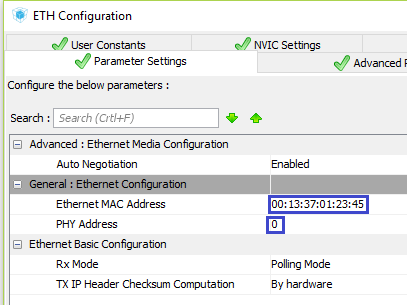 ETH Configuration
User Constants
NVIC Settings
Parameter Settings
Advanced
Configure the below parameters :
Search : Search (Crtl+F)
Advanced : Ethernet Media Configuration
Auto Negotiation Enabled
General : Ethernet Configuration
Ethernet MAC Address 00:13:37:01:23:45
PHY Address 0
Ethernet Basic Configuration
Rx Mode Polling Mode
TX IP Header Checksum Computation By hardware